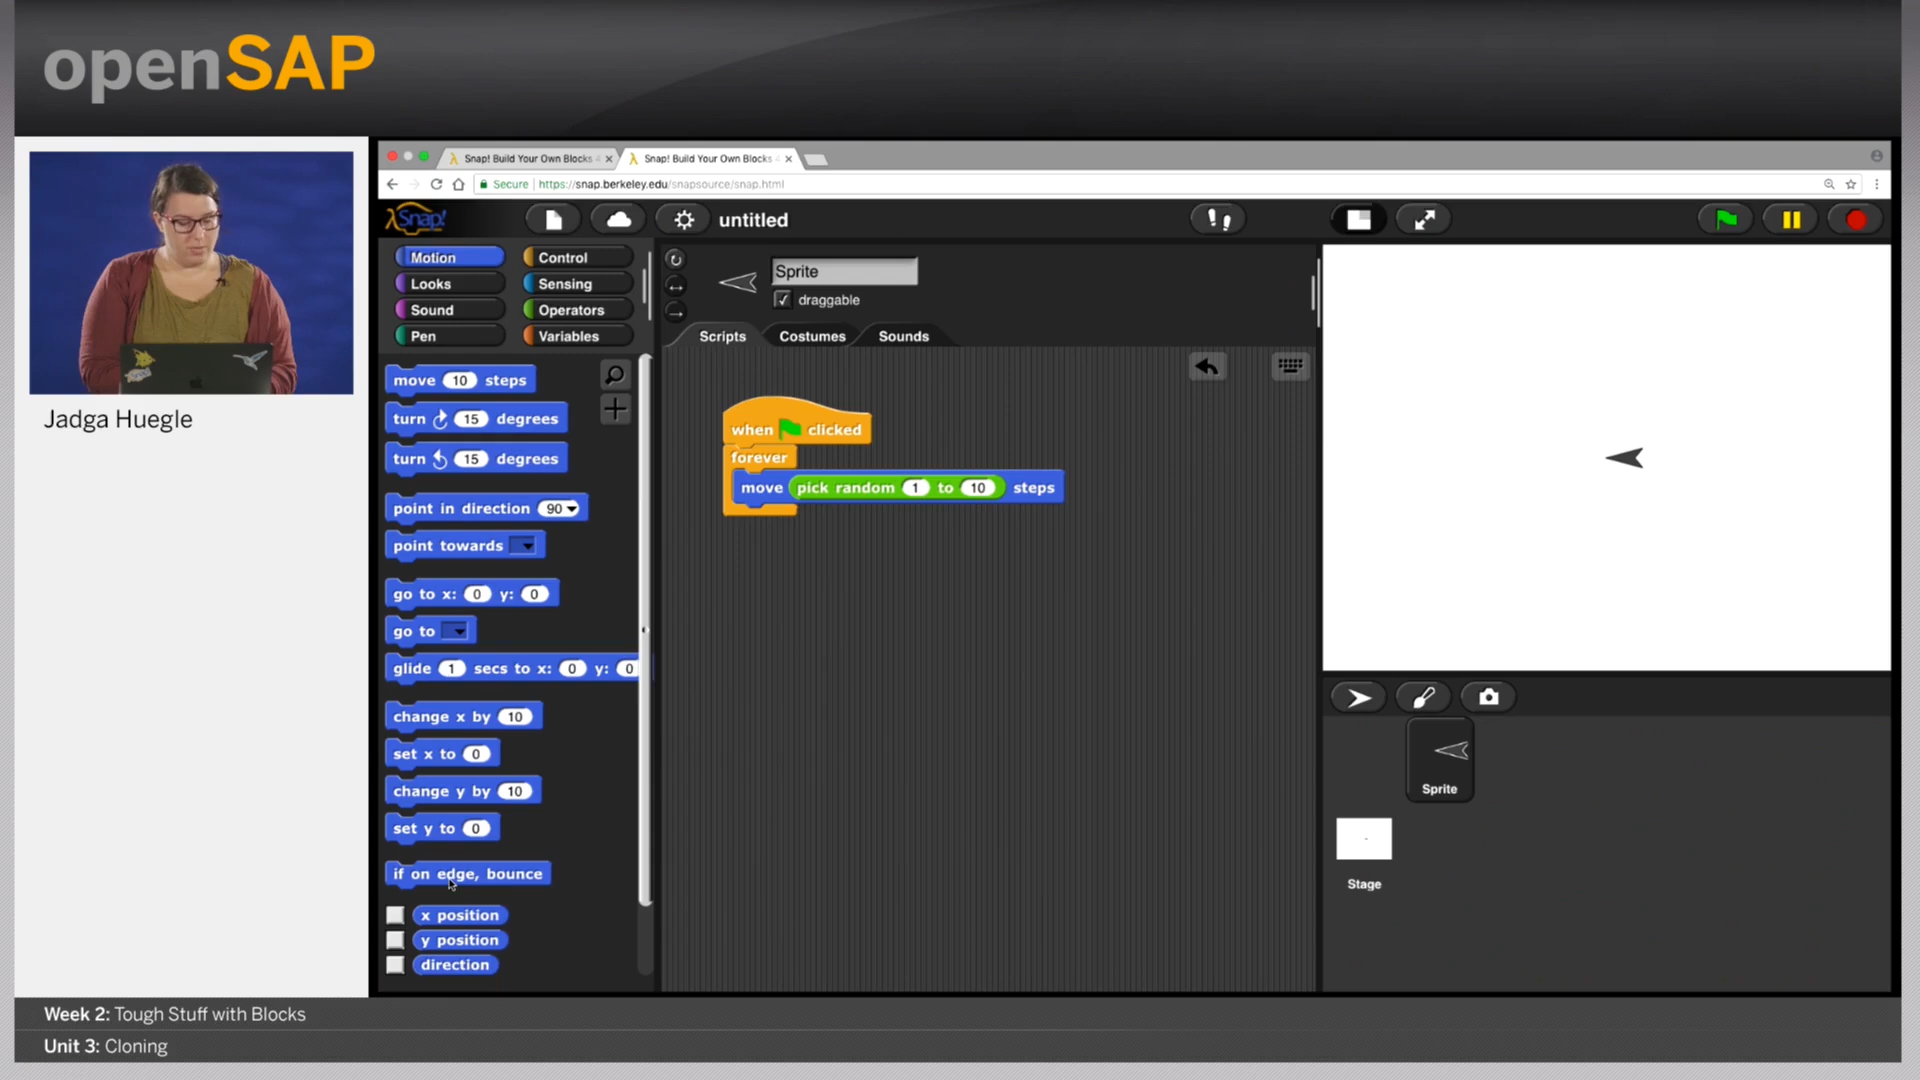 openSAP
Snap! Build Your Own Blocks
Snap! Build Your Own Blocks
Secure https://snap.berkeley.edu/snapsource/snap.html
Snap!
untitled
Motion
Control
Looks
Sensing
Sound
Operators
Pen
Variables
Sprite
draggable
Scripts
Costumes
Sounds
move 10 steps
turn 15 degrees
turn 15 degrees
point in direction 90
point towards
go to x: 0 y: 0
go to
glide 1 secs to x: 0 y: 0
change x by 10
set x to 0
change y by 10
set y to 0
if on edge, bounce
x position
y position
direction
when clicked
forever
move pick random 1 to 10 steps
Sprite
Stage
Jadga Huegle
Week 2: Tough Stuff with Blocks
Unit 3: Cloning